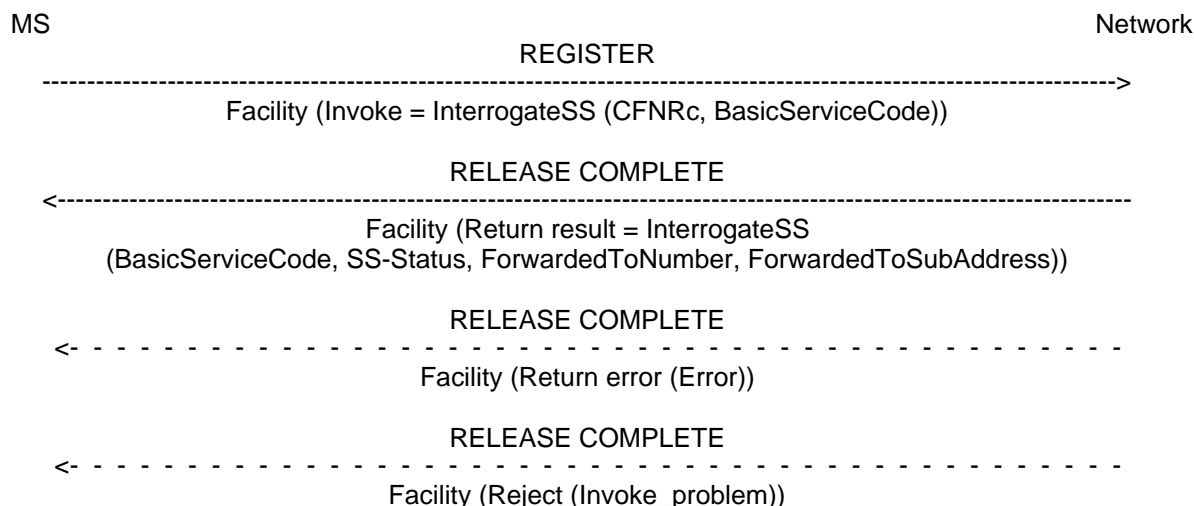 MS Network
REGISTER
------------------------------------------------------------------------------------------------------------------------>
Facility (Invoke = InterrogateSS (CFNRc, BasicServiceCode))
RELEASE COMPLETE
<------------------------------------------------------------------------------------------------------------------------
Facility (Return result = InterrogateSS
(BasicServiceCode, SS-Status, ForwardedToNumber, ForwardedToSubAddress))
RELEASE COMPLETE
<- - - - - - - - - - - - - - - - - - - - - - - - - - - - - - - - - - - - - - - - - - - - -
Facility (Return error (Error))
RELEASE COMPLETE
<- - - - - - - - - - - - - - - - - - - - - - - - - - - - - - - - - - - - - - - - - - - - -
Facility (Reject (Invoke_problem))